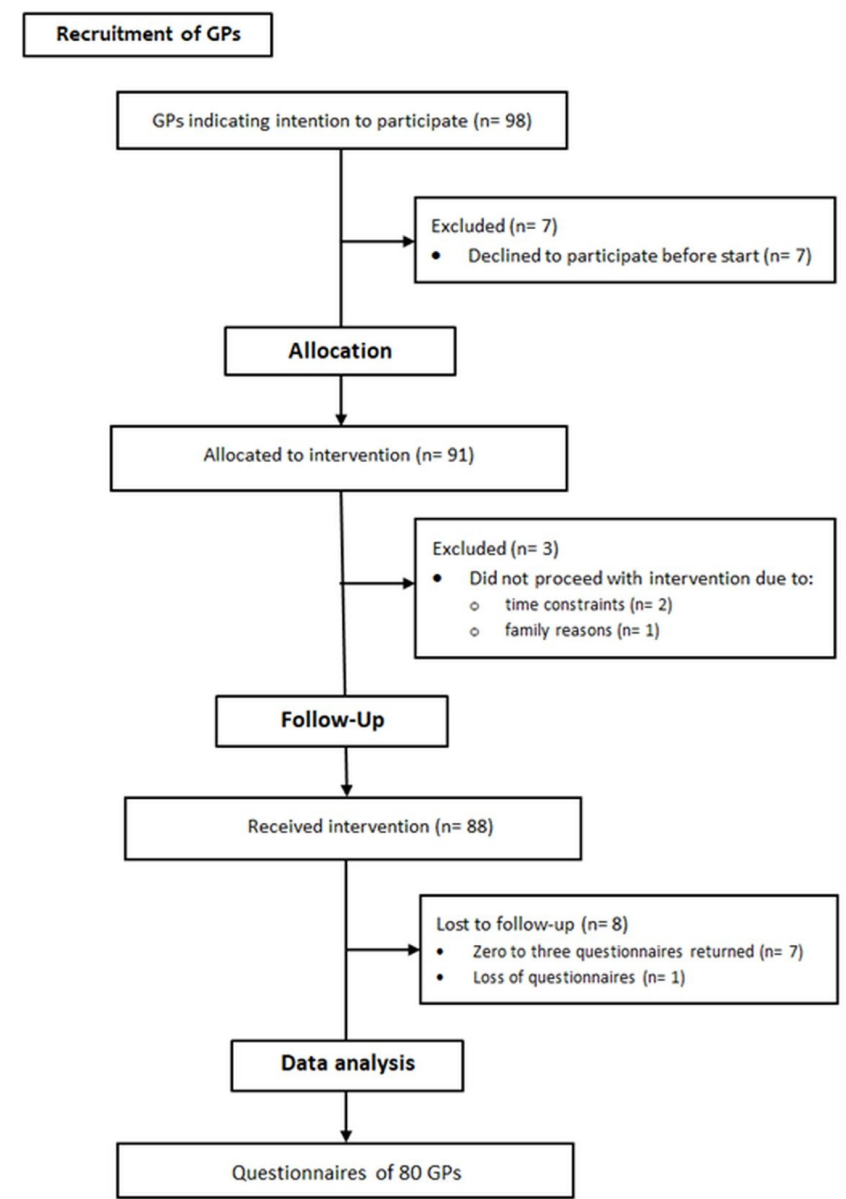 Recruitment of GPs
GPs indicating intention to participate (n= 98)
Excluded (n= 7)
• Declined to participate before start (n= 7)
Allocation
Allocated to intervention (n= 91)
Excluded (n= 3)
• Did not proceed with intervention due to:
o time constraints (n= 2)
o family reasons (n= 1)
Follow-Up
Received intervention (n= 88)
Lost to follow-up (n= 8)
• Zero to three questionnaires returned (n= 7)
• Loss of questionnaires (n= 1)
Data analysis
Questionnaires of 80 GPs